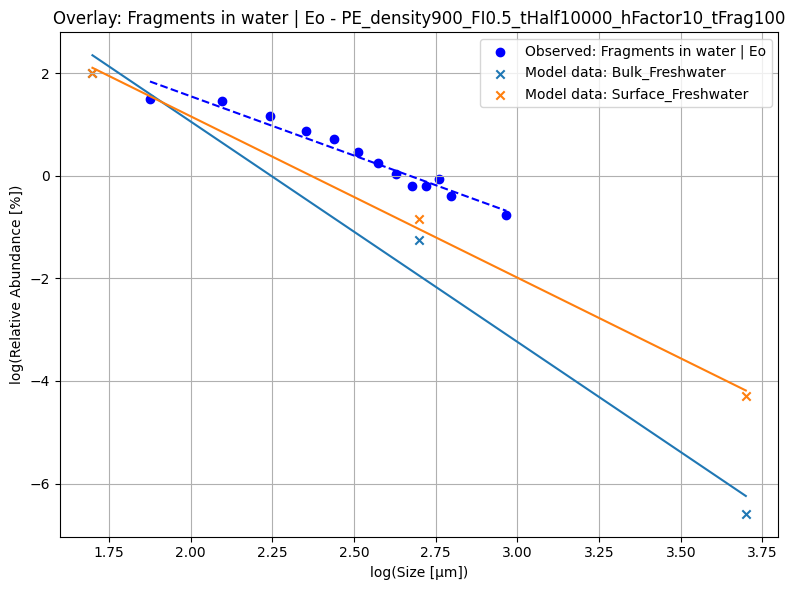 Overlay: Fragments in water | Eo - PE_density900_FI0.5_tHalf10000_hFactor10_tFrag100
Observed: Fragments in water | Eo
Model data: Bulk_Freshwater
Model data: Surface_Freshwater
log(Relative Abundance [%])
2
0
−2
−4
−6
1.75 2.00 2.25 2.50 2.75 3.00 3.25 3.50 3.75
log(Size [μm])